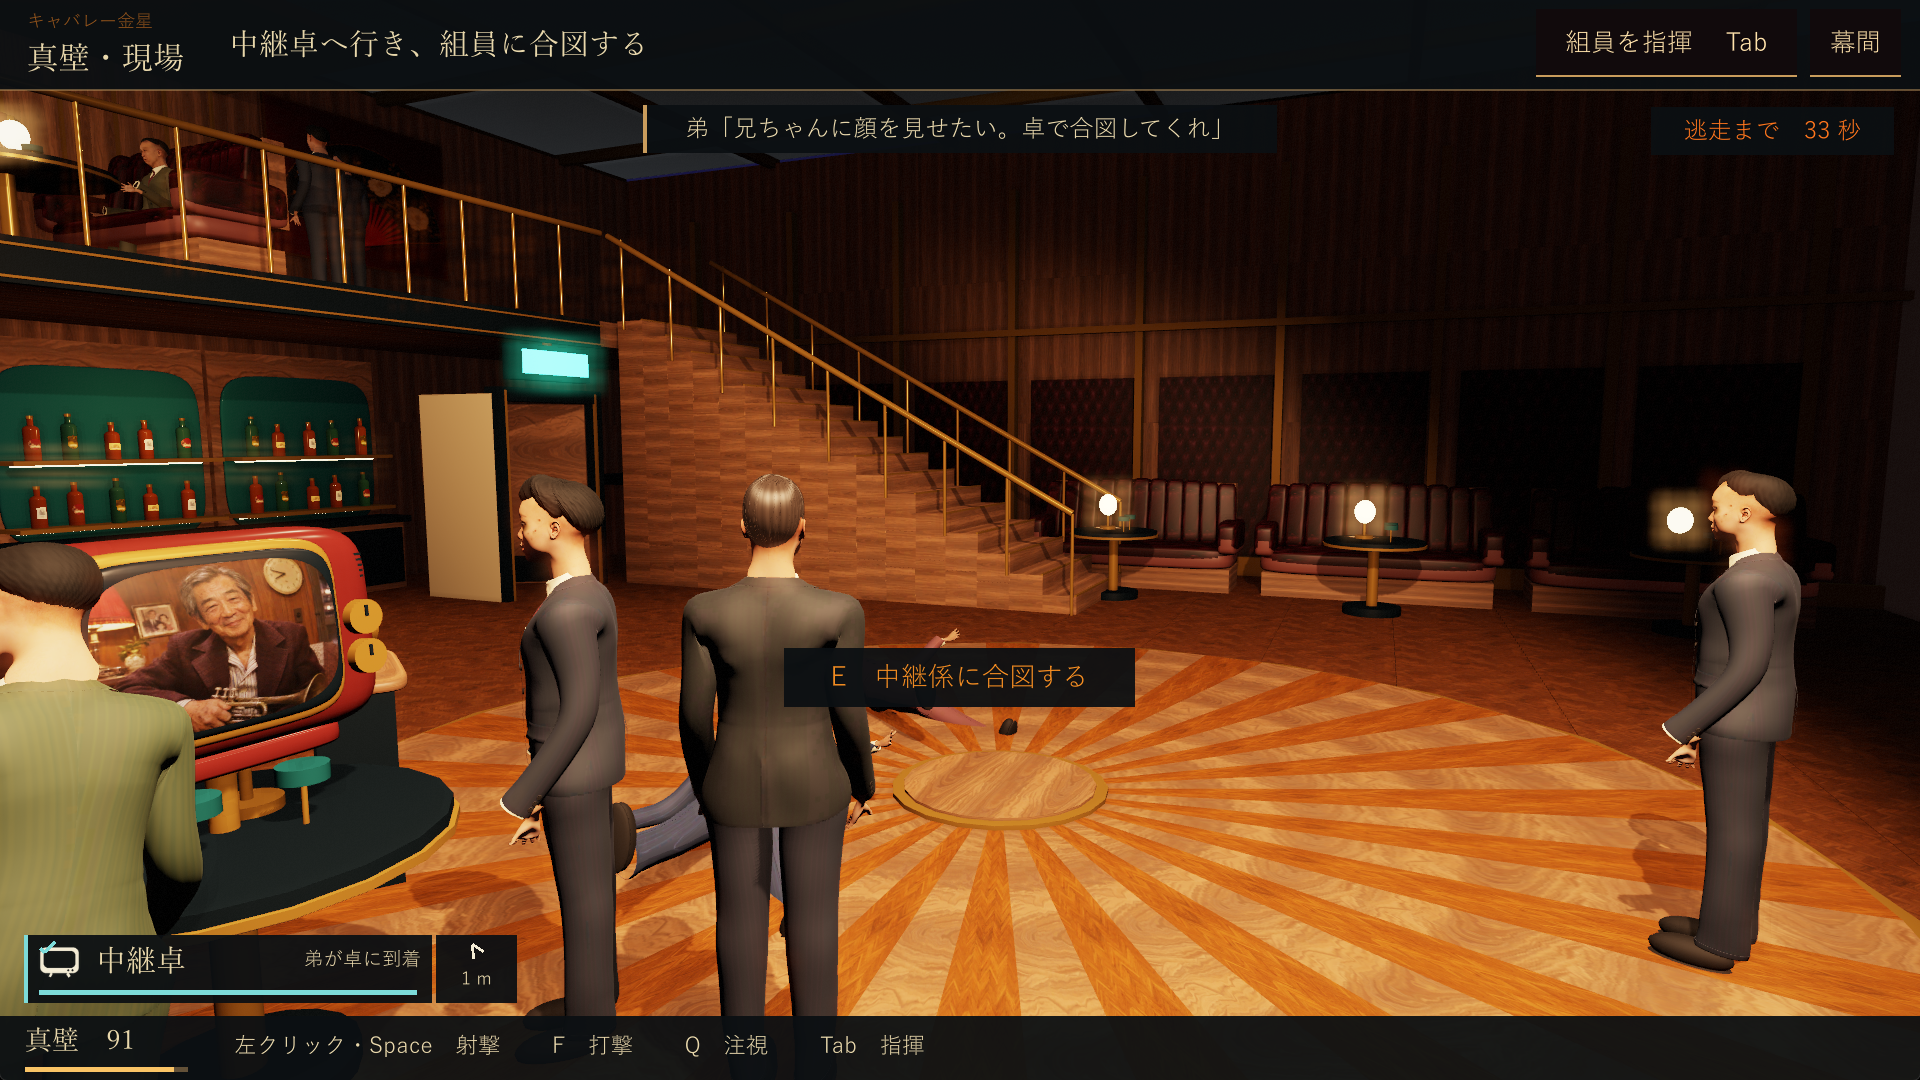 キャバレー金星
真壁・現場
中継卓へ行き、組員に合図する
組員を指揮 Tab
幕間
弟「兄ちゃんに顔を見せたい。卓で合図してくれ」
逃走まで 33 秒
E 中継係に合図する
中継卓
弟が卓に到着
1 m
真壁 91
左クリック・Space 射撃
F 打撃
Q 注視
Tab 指揮